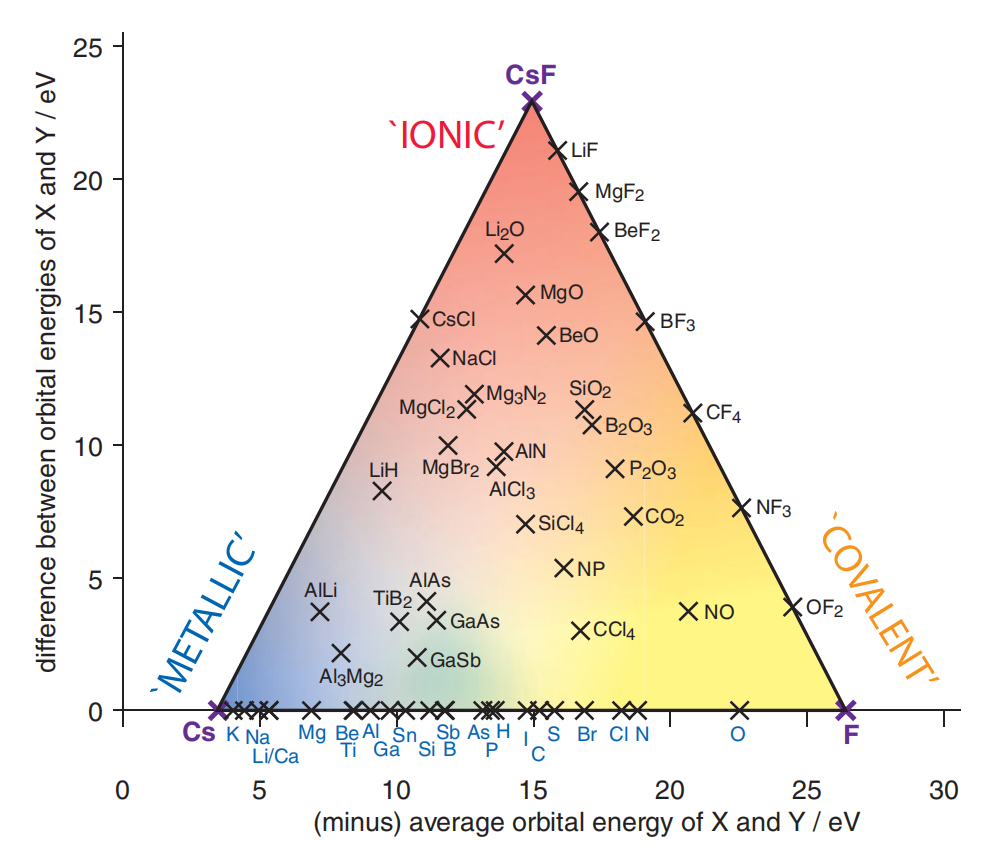 difference between orbital energies of X and Y / eV
25
20
15
10
5
0
CsF
`IONIC'
LiF
MgF₂
BeF₂
Li₂O
MgO
BeO
BF₃
CsCl
NaCl
Mg₃N₂
MgCl₂
SiO₂
B₂O₃
CF₄
MgBr₂
AlN
AlCl₃
P₂O₃
LiH
SiCl₄
CO₂
NF₃
`METALLIC'
`COVALENT'
NP
AlAs
TiB₂
GaAs
AlLi
CCl₄
NO
OF₂
GaSb
Al₃Mg₂
Cs K Na Mg Be Al Sn Sb As H I S Br Cl N O F
Li/Ca Ti Ga Si B P C
0 5 10 15 20 25 30
(minus) average orbital energy of X and Y / eV